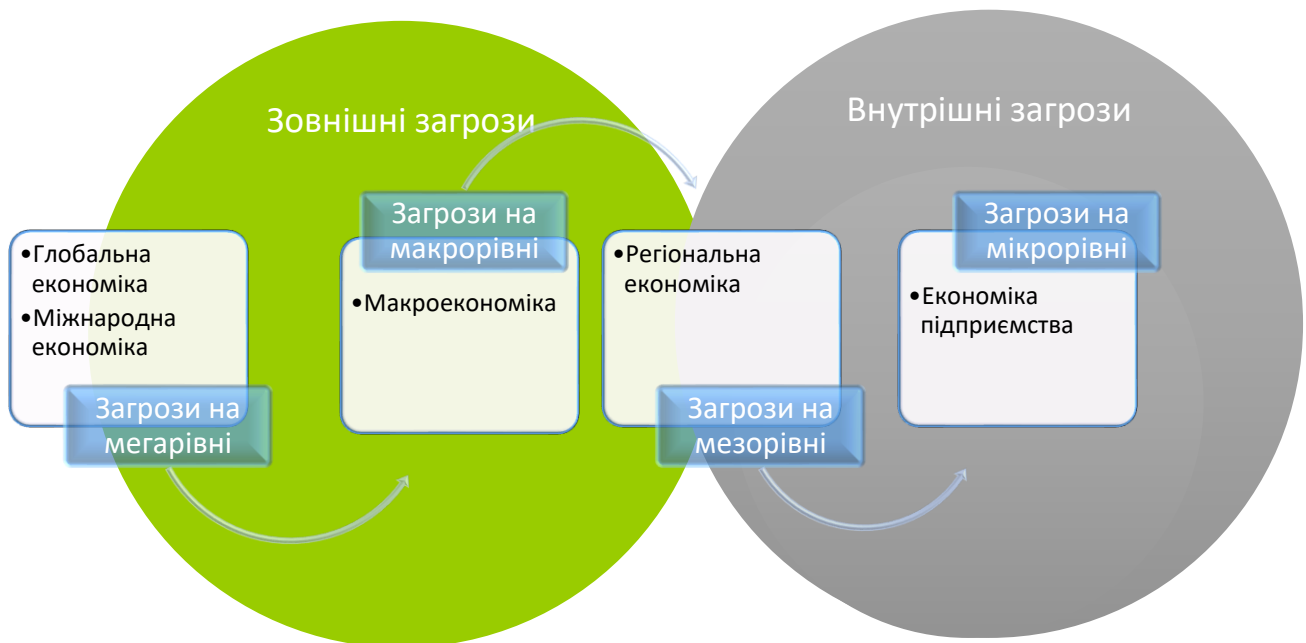 Зовнішні загрози
Внутрішні загрози
•Глобальна
економіка
•Міжнародна
економіка
Загрози на
мегарівні
Загрози на
макрорівні
•Макроекономіка
•Регіональна
економіка
Загрози на
мезорівні
Загрози на
мікрорівні
•Економіка
підприємства